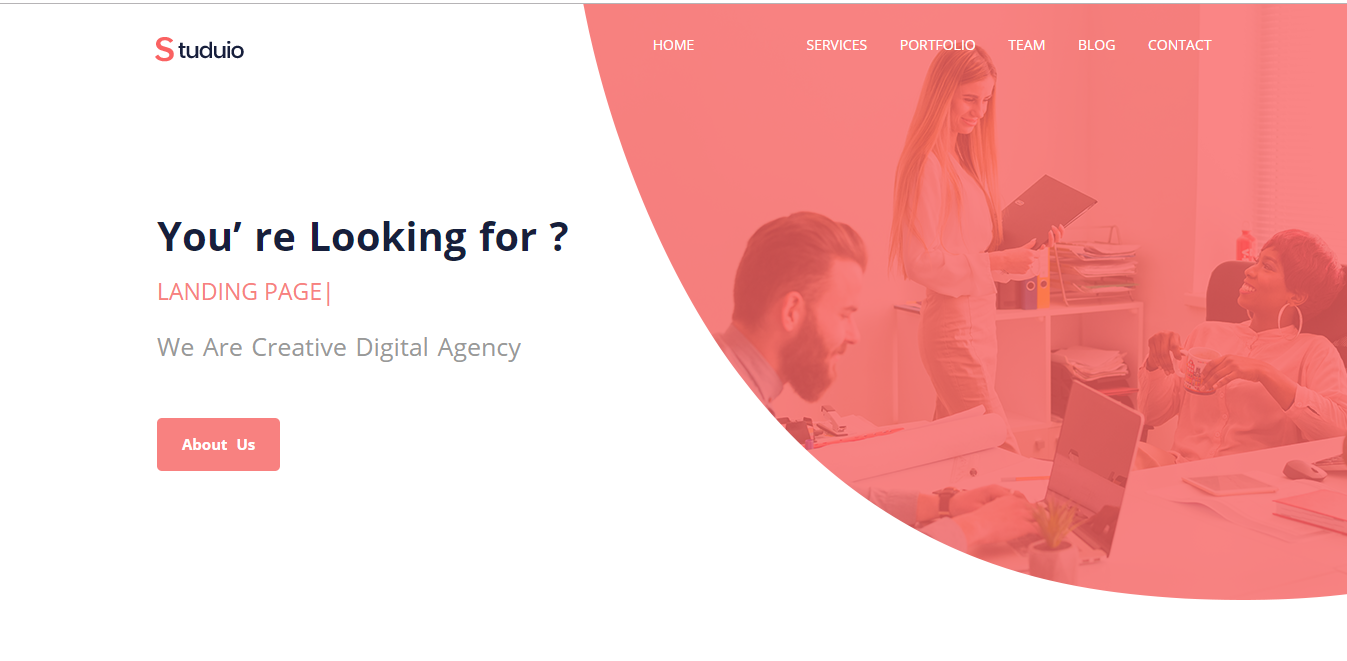 Studuio
HOME SERVICES PORTFOLIO TEAM BLOG CONTACT
You’ re Looking for ?
LANDING PAGE|
We Are Creative Digital Agency
About Us